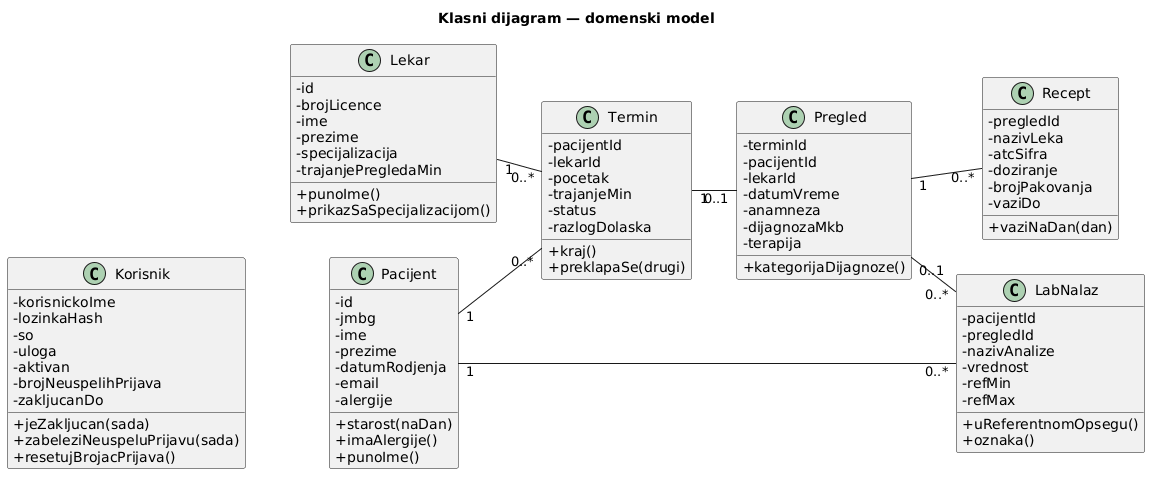 Klasni dijagram — domenski model
C Lekar
-id
-brojLicence
-ime
-prezime
-specijalizacija
-trajanjePregledaMin
+punoIme()
+prikazSaSpecijalizacijom()
C Termin
-pacijentId
-lekarId
-pocetak
-trajanjeMin
-status
-razlogDolaska
+kraj()
+preklapaSe(drugi)
C Pregled
-terminId
-pacijentId
-lekarId
-datumVreme
-anamneza
-dijagnozaMkb
-terapija
+kategorijaDijagnoze()
C Recept
-pregledId
-nazivLeka
-atcSifra
-doziranje
-brojPakovanja
-vaziDo
+vaziNaDan(dan)
1
0..*
1
0..1
1
0..*
C Korisnik
-korisnickoIme
-lozinkaHash
-so
-uloga
-aktivan
-brojNeuspelihPrijava
-zakljucanDo
+jeZakljucan(sada)
+zabeleziNeuspeluPrijavu(sada)
+resetujBrojacPrijava()
C Pacijent
-id
-jmbg
-ime
-prezime
-datumRodjenja
-email
-alergije
+starost(naDan)
+imaAlergije()
+punoIme()
0..*
1
0..1
0..*
1
0..*
C LabNalaz
-pacijentId
-pregledId
-nazivAnalize
-vrednost
-refMin
-refMax
+uReferentnomOpsegu()
+oznaka()